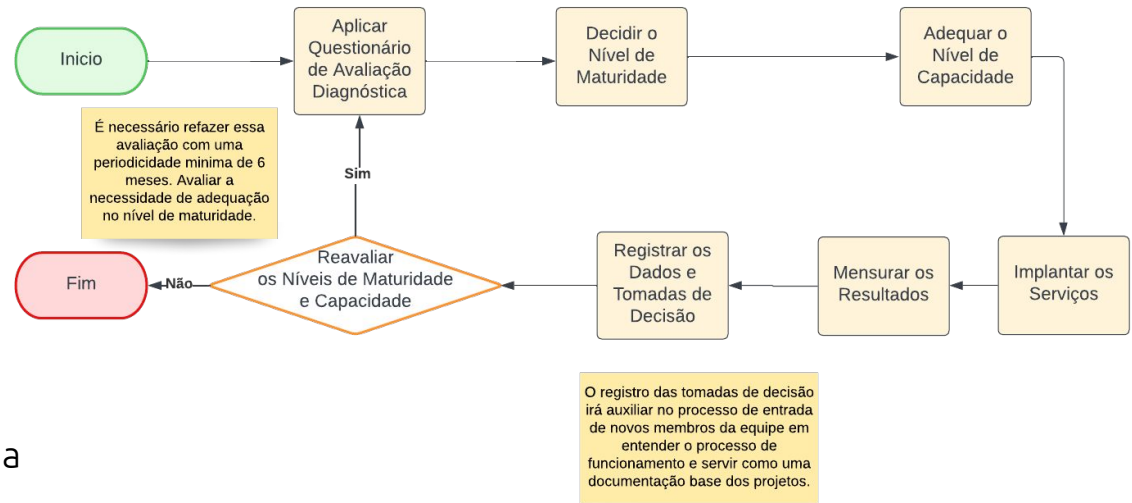 Inicio
Aplicar
Questionário
de Avaliação
Diagnóstica
Decidir o
Nível de
Maturidade
Adequar o
Nível de
Capacidade
É necessário refazer essa
avaliação com uma
periodicidade minima de 6
meses. Avaliar a
necessidade de adequação
no nível de maturidade.
Sim
Fim
Não
Reavaliar
os Níveis de Maturidade
e Capacidade
Registrar os
Dados e
Tomadas de
Decisão
Mensurar os
Resultados
Implantar os
Serviços
O registro das tomadas de decisão
irá auxiliar no processo de entrada
de novos membros da equipe em
entender o processo de
funcionamento e servir como uma
documentação base dos projetos.
a